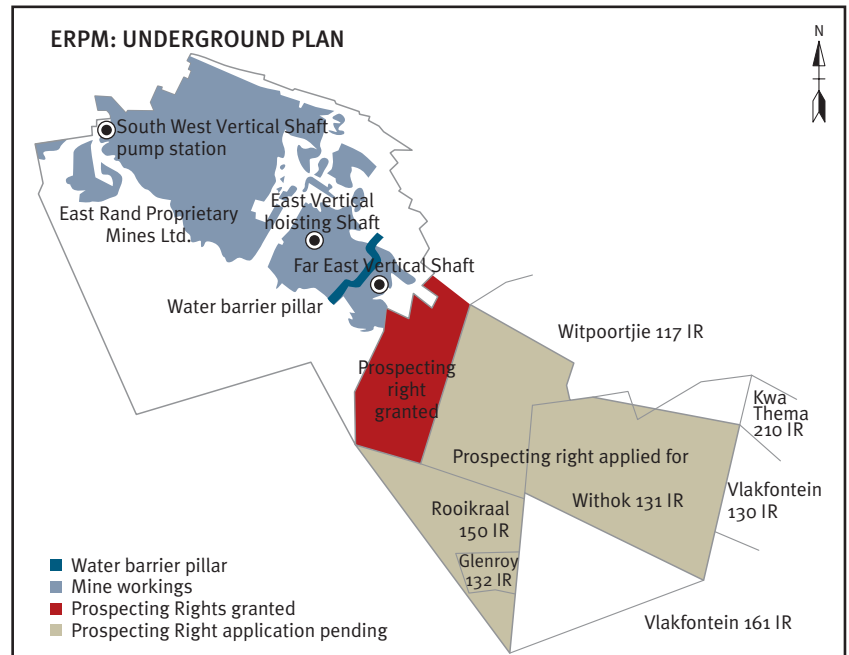 ERPM: UNDERGROUND PLAN
N
South West Vertical Shaft
pump station
East Rand Proprietary
Mines Ltd.
East Vertical
hoisting Shaft
Far East Vertical Shaft
Water barrier pillar
Witpoortjie 117 IR
Prospecting
right
granted
Kwa
Thema
210 IR
Prospecting right applied for
Withok 131 IR
Vlakfontein
130 IR
Rooikraal
150 IR
Glenroy
132 IR
Vlakfontein 161 IR
Water barrier pillar
Mine workings
Prospecting Rights granted
Prospecting Right application pending